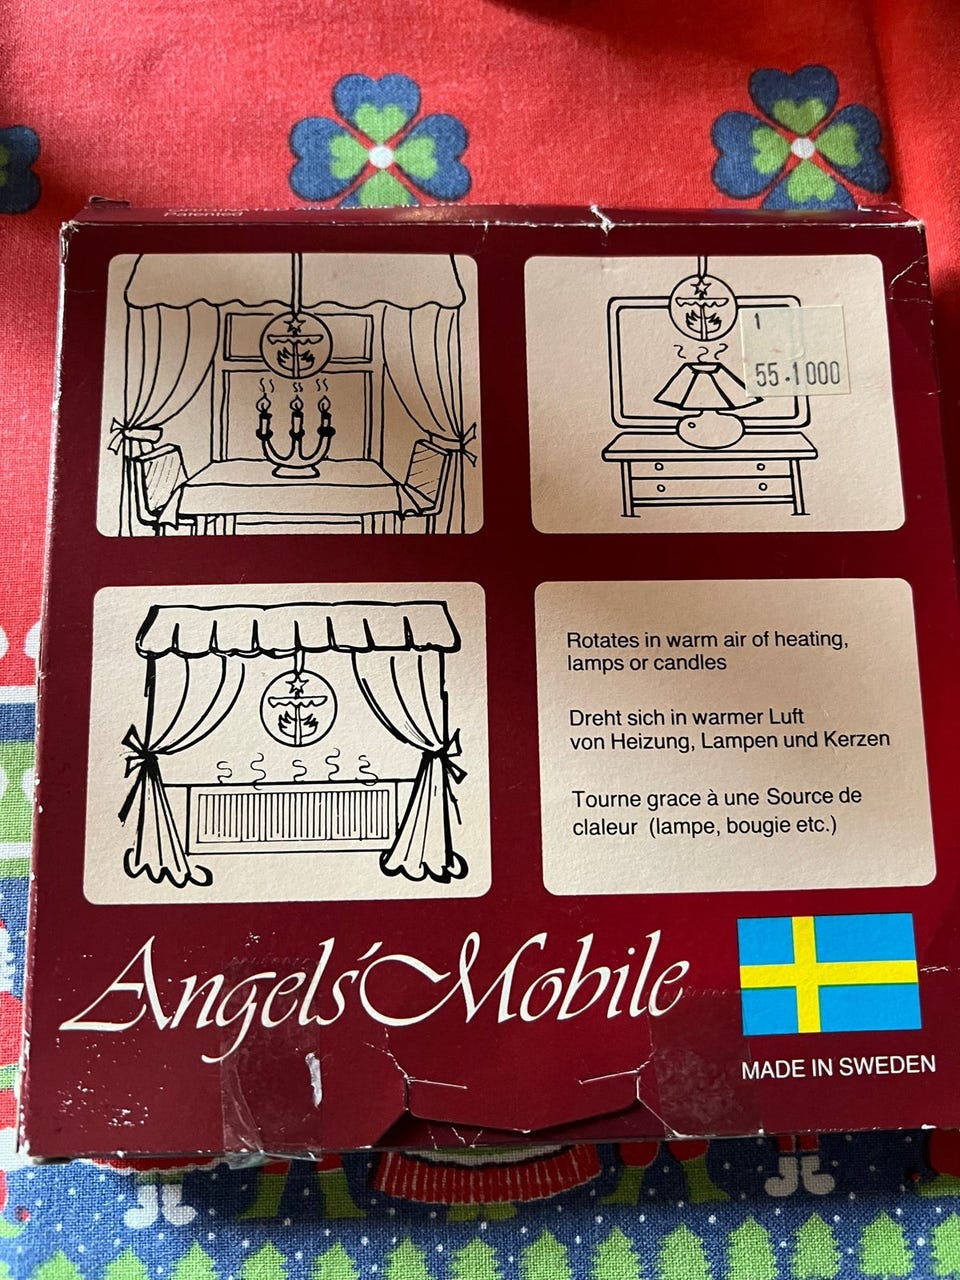 Patented
1
55.1000
Rotates in warm air of heating,
lamps or candles
Dreht sich in warmer Luft
von Heizung, Lampen und Kerzen
Tourne grace à une Source de
claleur (lampe, bougie etc.)
Angels' Mobile
MADE IN SWEDEN